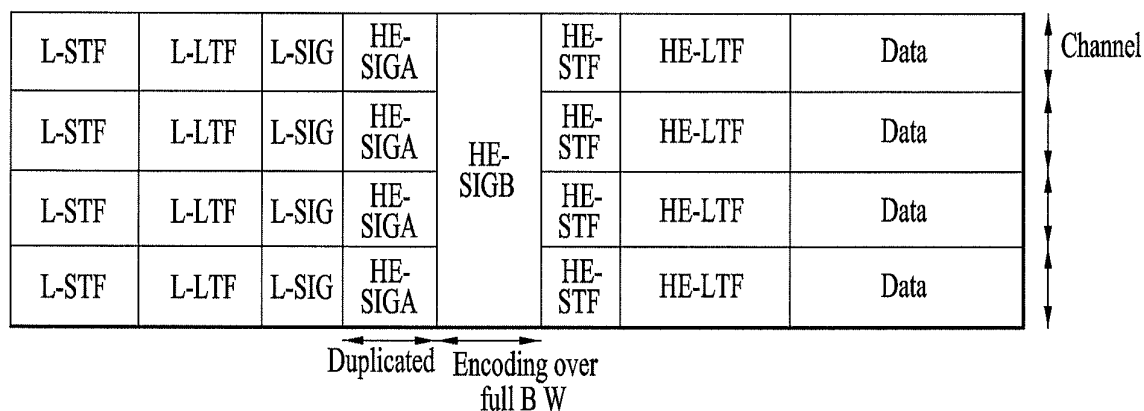 L-STF L-LTF L-SIG HE-SIGA HE-STF HE-LTF Data Channel
L-STF L-LTF L-SIG HE-SIGA HE-SIGB HE-STF HE-LTF Data
L-STF L-LTF L-SIG HE-SIGA HE-STF HE-LTF Data
L-STF L-LTF L-SIG HE-SIGA HE-STF HE-LTF Data
Duplicated Encoding over
full B W